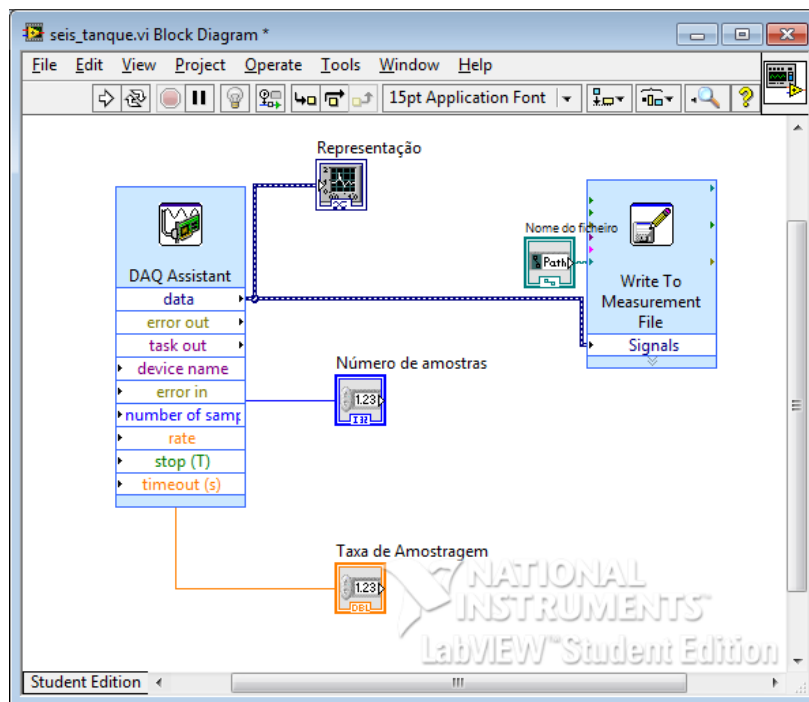 seis_tanque.vi Block Diagram *
File Edit View Project Operate Tools Window Help
15pt Application Font
Representação
DAQ Assistant
data
error out
task out
device name
error in
number of samp
rate
stop (T)
timeout (s)
Nome do ficheiro
Path
Write To
Measurement
File
Signals
Número de amostras
1.23
I32
Taxa de Amostragem
1.23
DBL
NATIONAL
INSTRUMENTS™
LabVIEW™ Student Edition
Student Edition